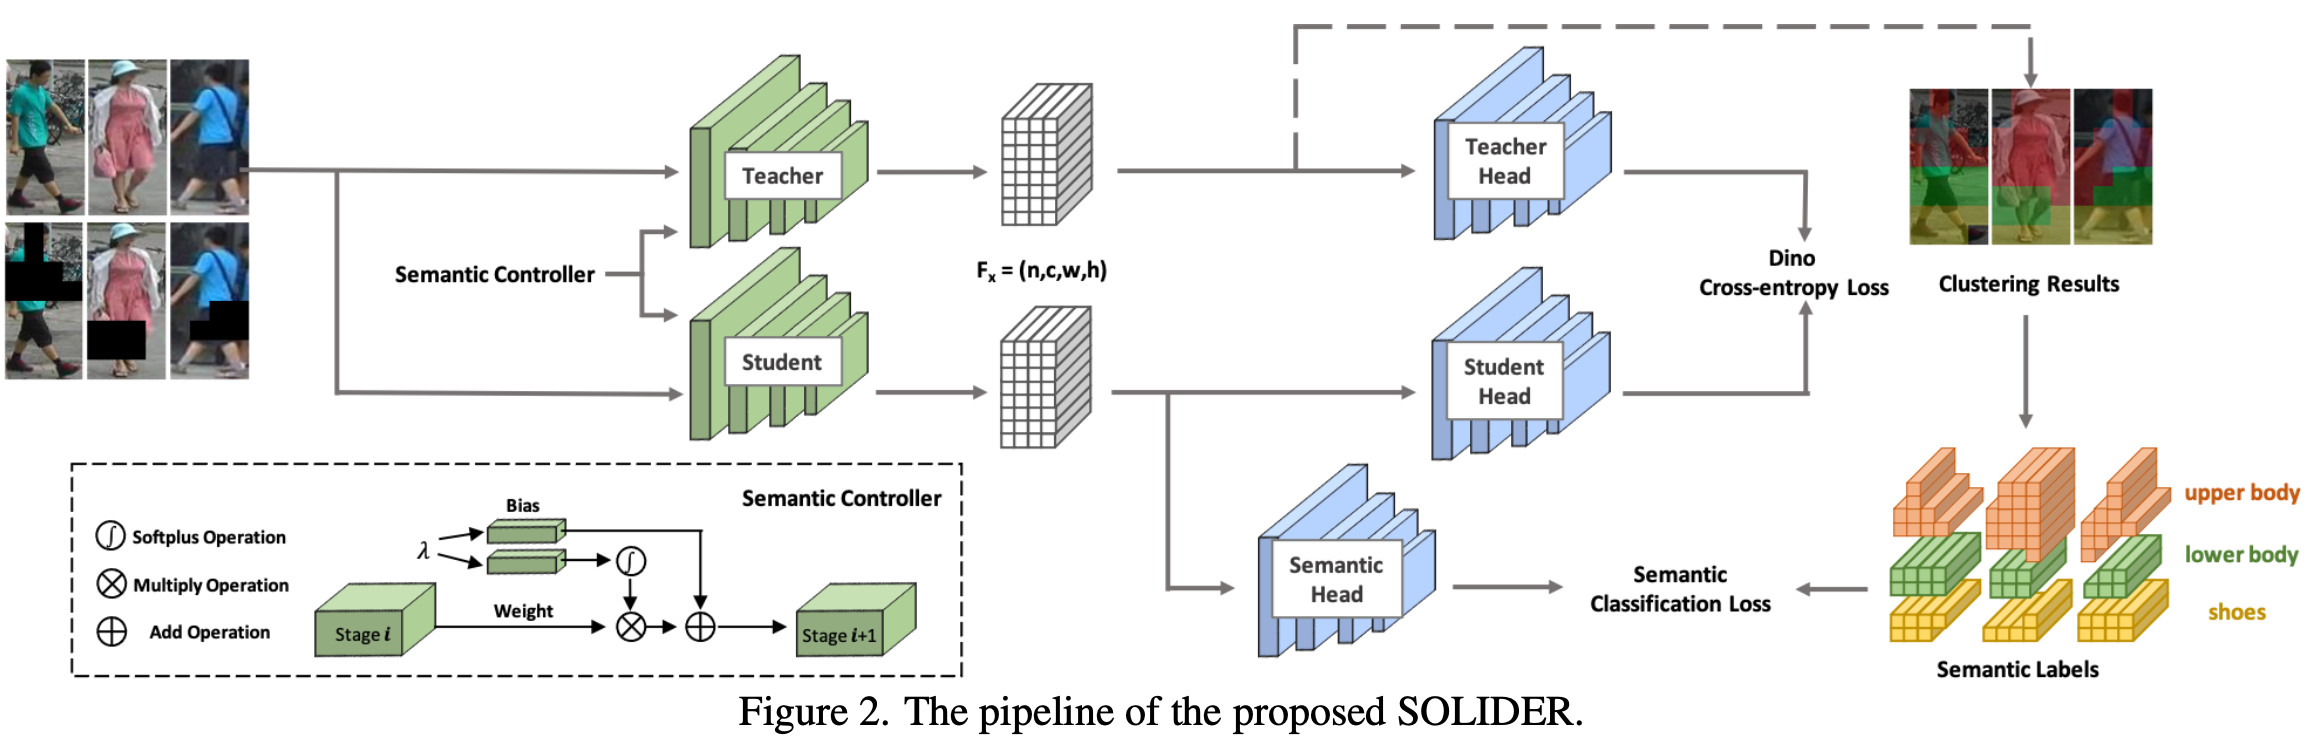 Teacher
Teacher
Head
Semantic Controller
Fx = (n,c,w,h)
Dino
Cross-entropy Loss
Clustering Results
Student
Student
Head
Semantic Controller
Bias
λ
Softplus Operation
Multiply Operation
Add Operation
Weight
Stage i
Stage i+1
Semantic
Head
Semantic
Classification Loss
upper body
lower body
shoes
Semantic Labels
Figure 2. The pipeline of the proposed SOLIDER.